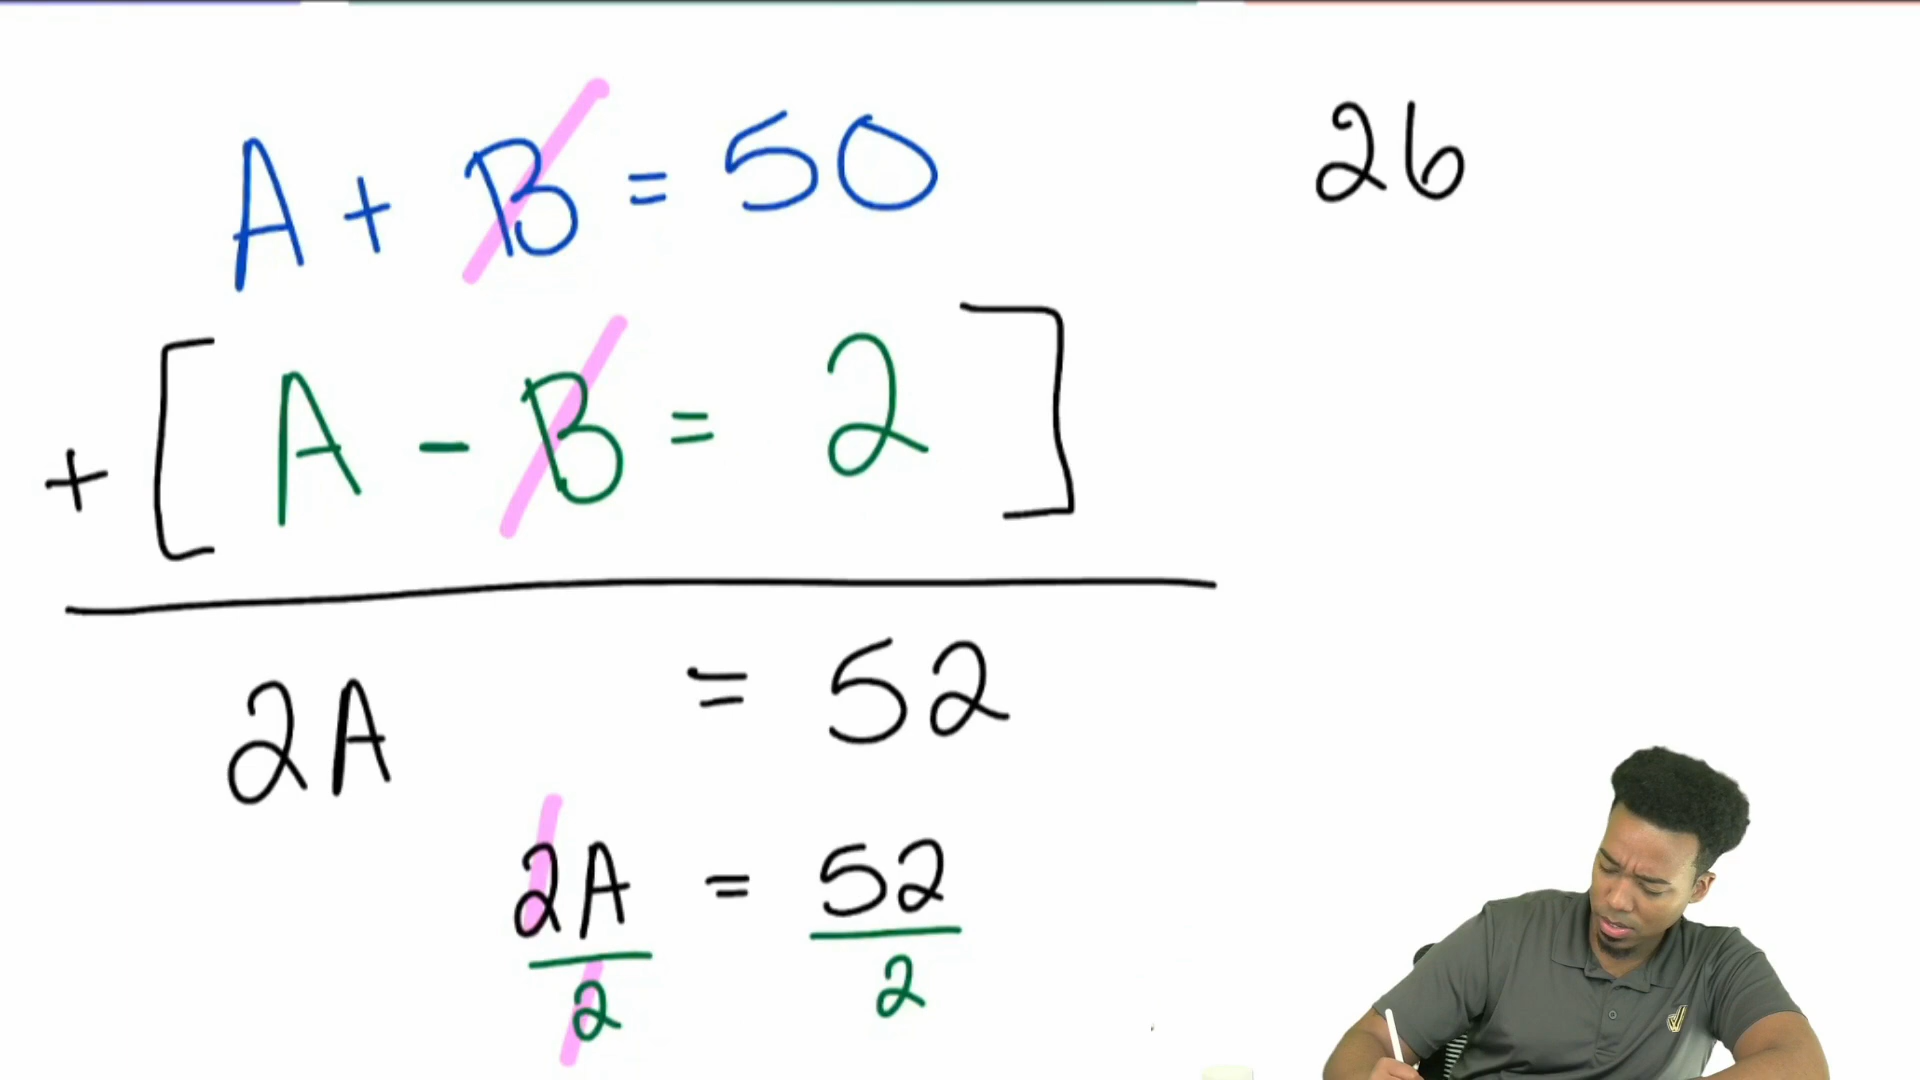 A + B = 50
26
+ [ A - B = 2 ]
2A = 52
2A = 52
2 2